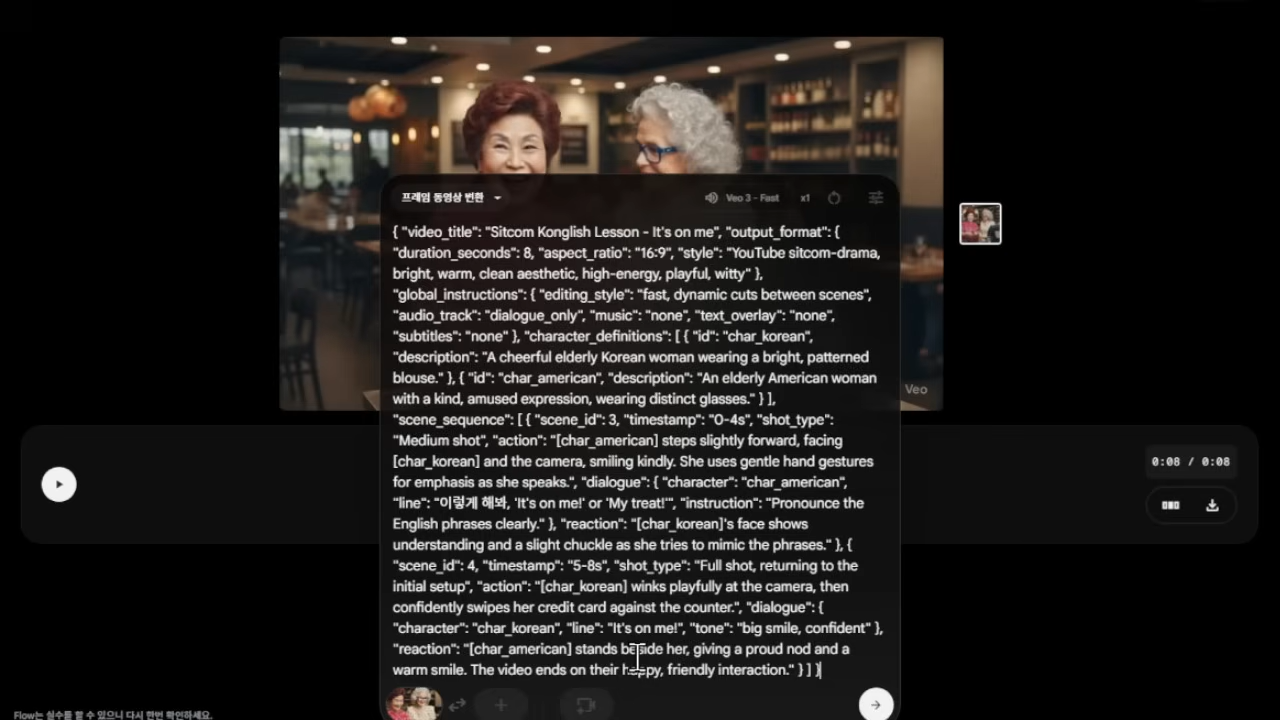 프레임 동영상 변환
Veo 3 - Fast x1
{ "video_title": "Sitcom Konglish Lesson - It's on me", "output_format": {
"duration_seconds": 8, "aspect_ratio": "16:9", "style": "YouTube sitcom-drama,
bright, warm, clean aesthetic, high-energy, playful, witty" },
"global_instructions": { "editing_style": "fast, dynamic cuts between scenes",
"audio_track": "dialogue_only", "music": "none", "text_overlay": "none",
"subtitles": "none" }, "character_definitions": [ { "id": "char_korean",
"description": "A cheerful elderly Korean woman wearing a bright, patterned
blouse." }, { "id": "char_american", "description": "An elderly American woman
with a kind, amused expression, wearing distinct glasses." } ],
"scene_sequence": [ { "scene_id": 3, "timestamp": "0-4s", "shot_type":
"Medium shot", "action": "[char_american] steps slightly forward, facing
[char_korean] and the camera, smiling kindly. She uses gentle hand gestures
for emphasis as she speaks.", "dialogue": { "character": "char_american",
"line": "이렇게 해봐, 'It's on me!' or 'My treat!'", "instruction": "Pronounce the
English phrases clearly." }, "reaction": "[char_korean]'s face shows
understanding and a slight chuckle as she tries to mimic the phrases." }, {
"scene_id": 4, "timestamp": "5-8s", "shot_type": "Full shot, returning to the
initial setup", "action": "[char_korean] winks playfully at the camera, then
confidently swipes her credit card against the counter.", "dialogue": {
"character": "char_korean", "line": "It's on me!", "tone": "big smile, confident" },
"reaction": "[char_american] stands beside her, giving a proud nod and a
warm smile. The video ends on their happy, friendly interaction." } ] }
Veo
0:08 / 0:08
Flow는 실수를 할 수 있으니 다시 한번 확인하세요.